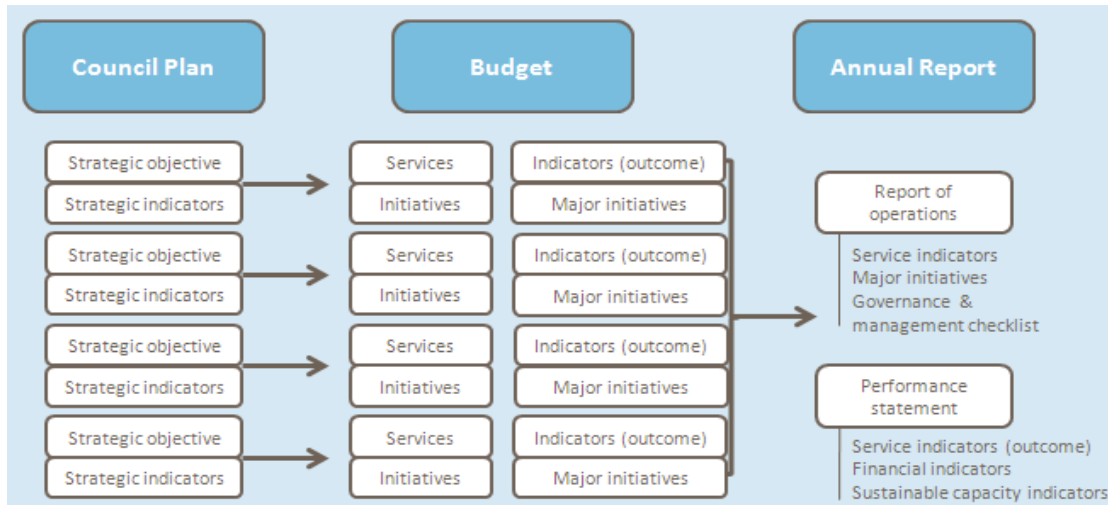 Council Plan
Budget
Annual Report
Strategic objective
Strategic indicators
Services
Initiatives
Indicators (outcome)
Major initiatives
Strategic objective
Strategic indicators
Services
Initiatives
Indicators (outcome)
Major initiatives
Strategic objective
Strategic indicators
Services
Initiatives
Indicators (outcome)
Major initiatives
Strategic objective
Strategic indicators
Services
Initiatives
Indicators (outcome)
Major initiatives
Report of
operations
Service indicators
Major initiatives
Governance &
management checklist
Performance
statement
Service indicators (outcome)
Financial indicators
Sustainable capacity indicators